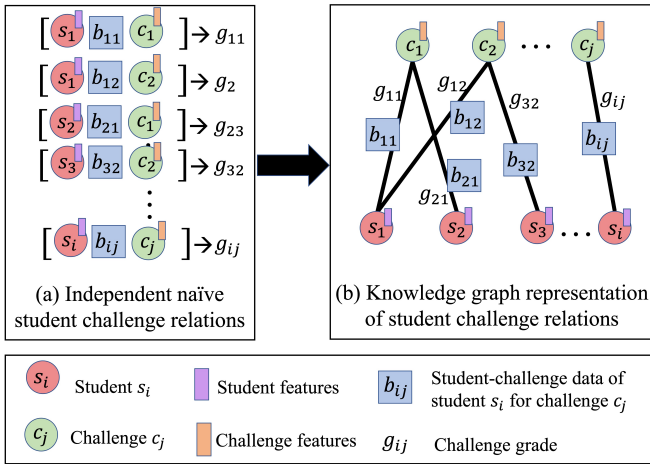 [ s₁ b₁₁ c₁ ] → g₁₁
[ s₁ b₁₂ c₂ ] → g₂
[ s₂ b₂₁ c₁ ] → g₂₃
[ s₃ b₃₂ c₂ ] → g₃₂
[ sᵢ bᵢⱼ cⱼ ] → gᵢⱼ
(a) Independent naïve
student challenge relations
c₁ c₂ ... cⱼ
g₁₁ g₁₂ g₃₂ gᵢⱼ
b₁₁ b₁₂ b₃₂ bᵢⱼ
g₂₁ b₂₁
s₁ s₂ s₃ ... sᵢ
(b) Knowledge graph representation
of student challenge relations
sᵢ Student sᵢ
Student features
bᵢⱼ Student-challenge data of
student sᵢ for challenge cⱼ
cⱼ Challenge cⱼ
Challenge features
gᵢⱼ Challenge grade